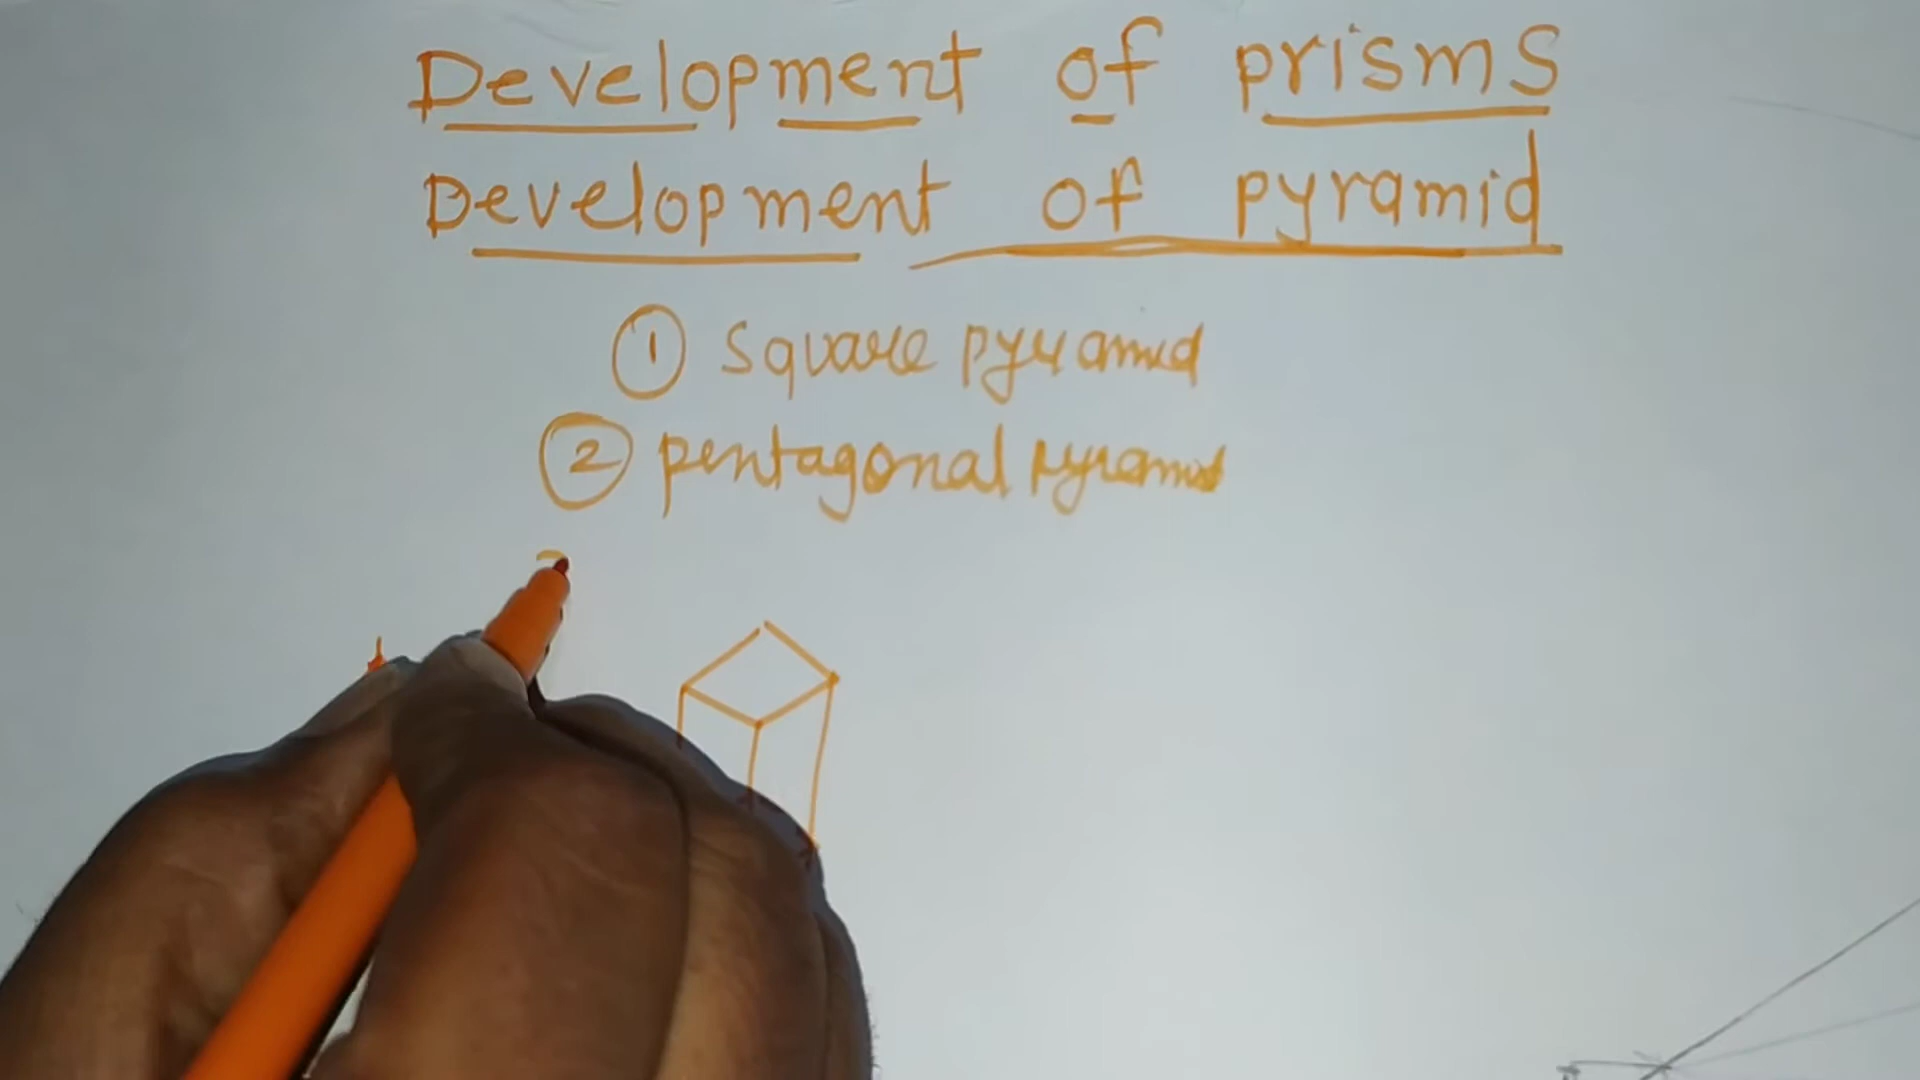 Development of prisms
Development of pyramid
① Square pyramid
② pentagonal pyramid